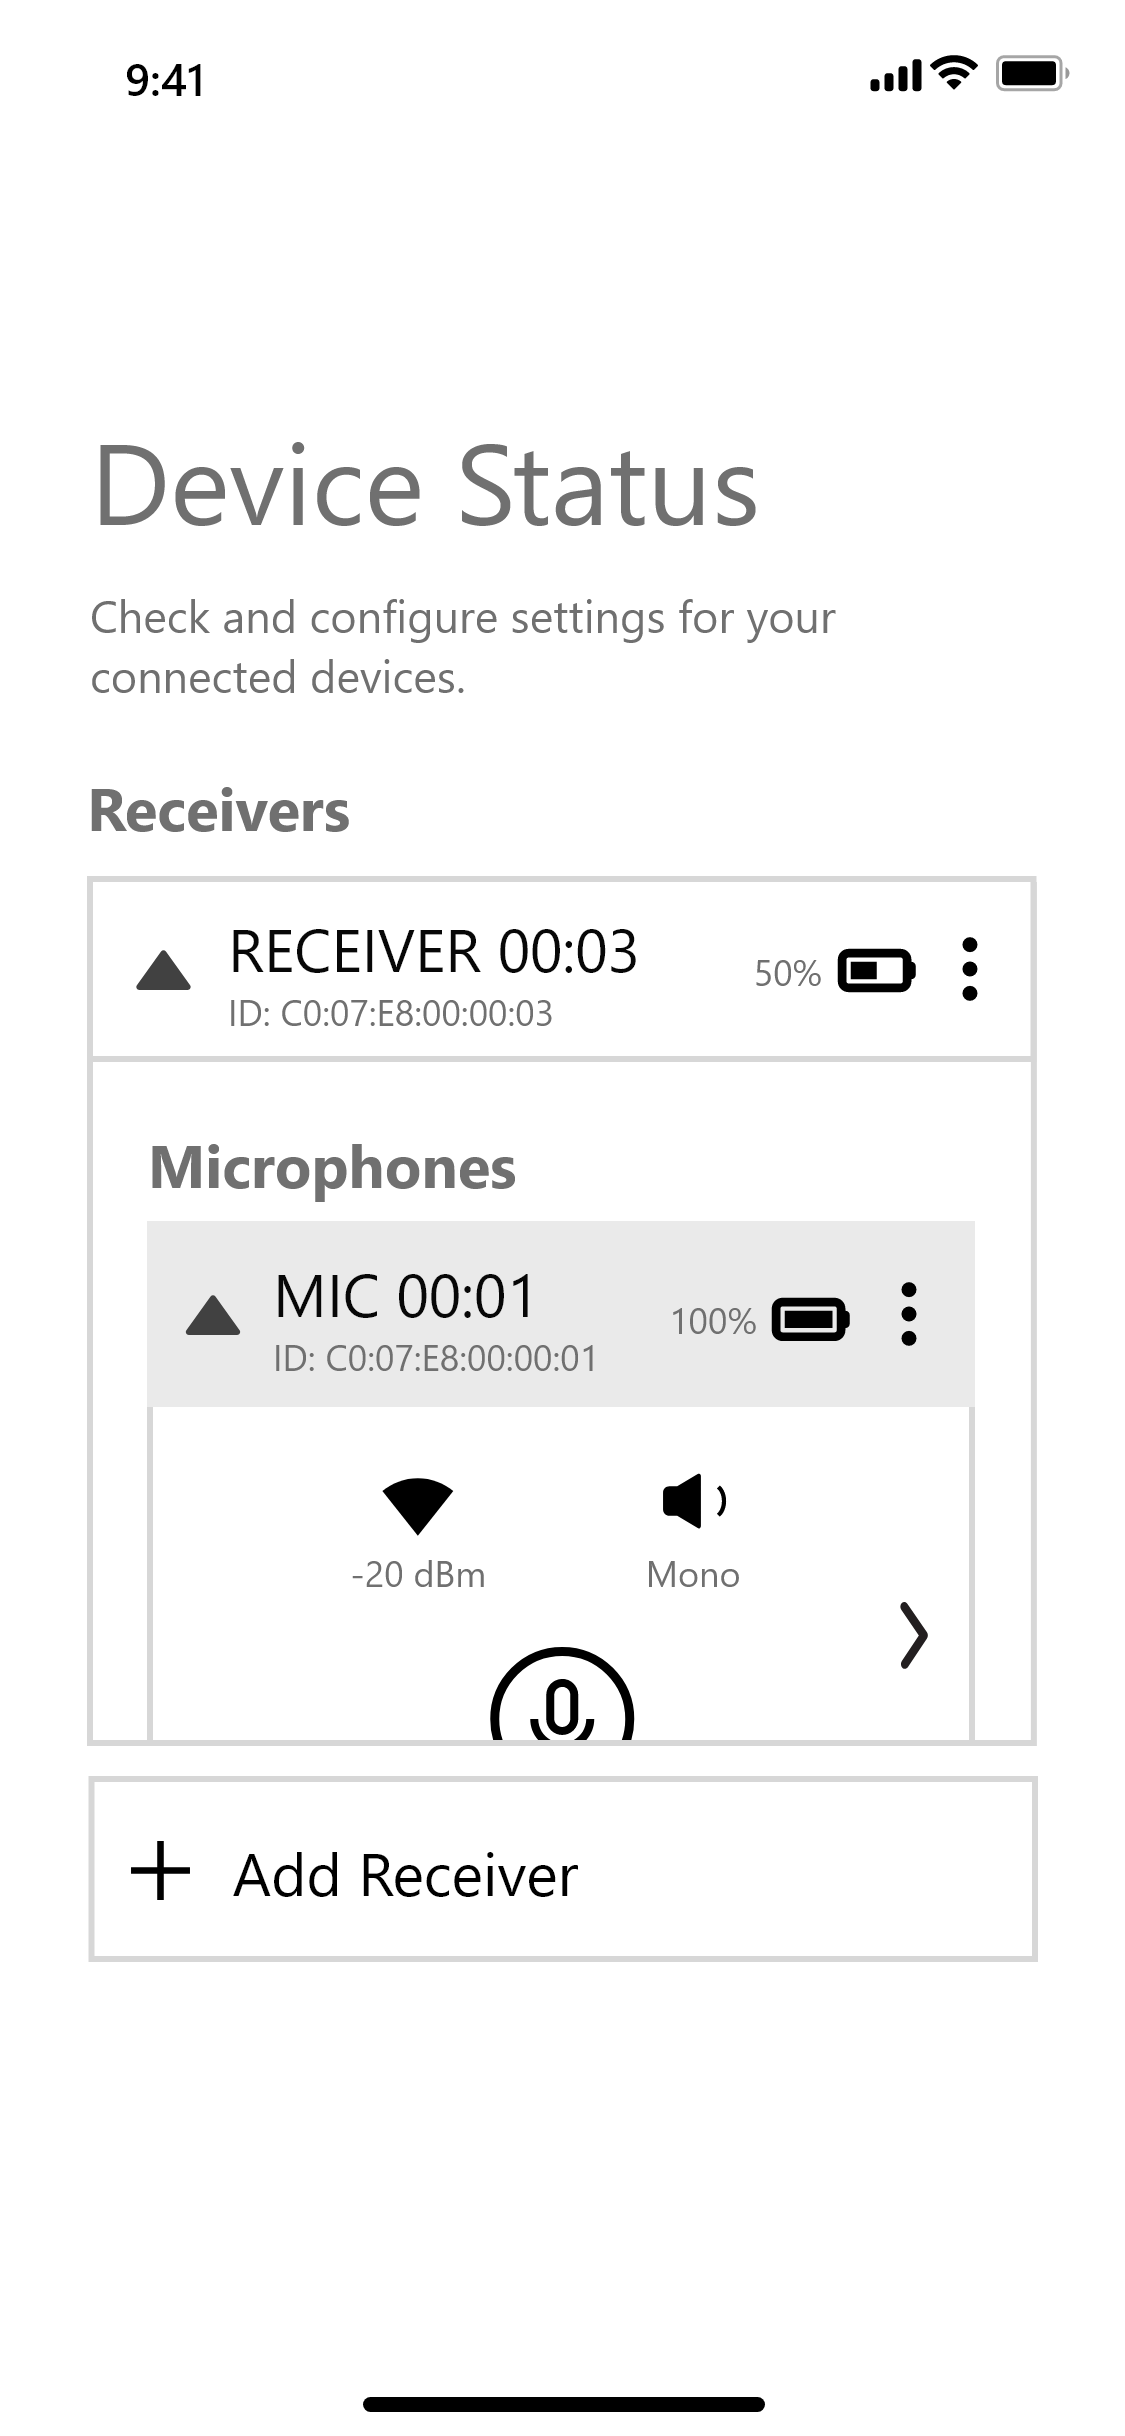 9:41
Device Status
Check and configure settings for your
connected devices.
Receivers
RECEIVER 00:03
50%
ID: C0:07:E8:00:00:03
Microphones
MIC 00:01
100%
ID: C0:07:E8:00:00:01
-20 dBm
Mono
Add Receiver